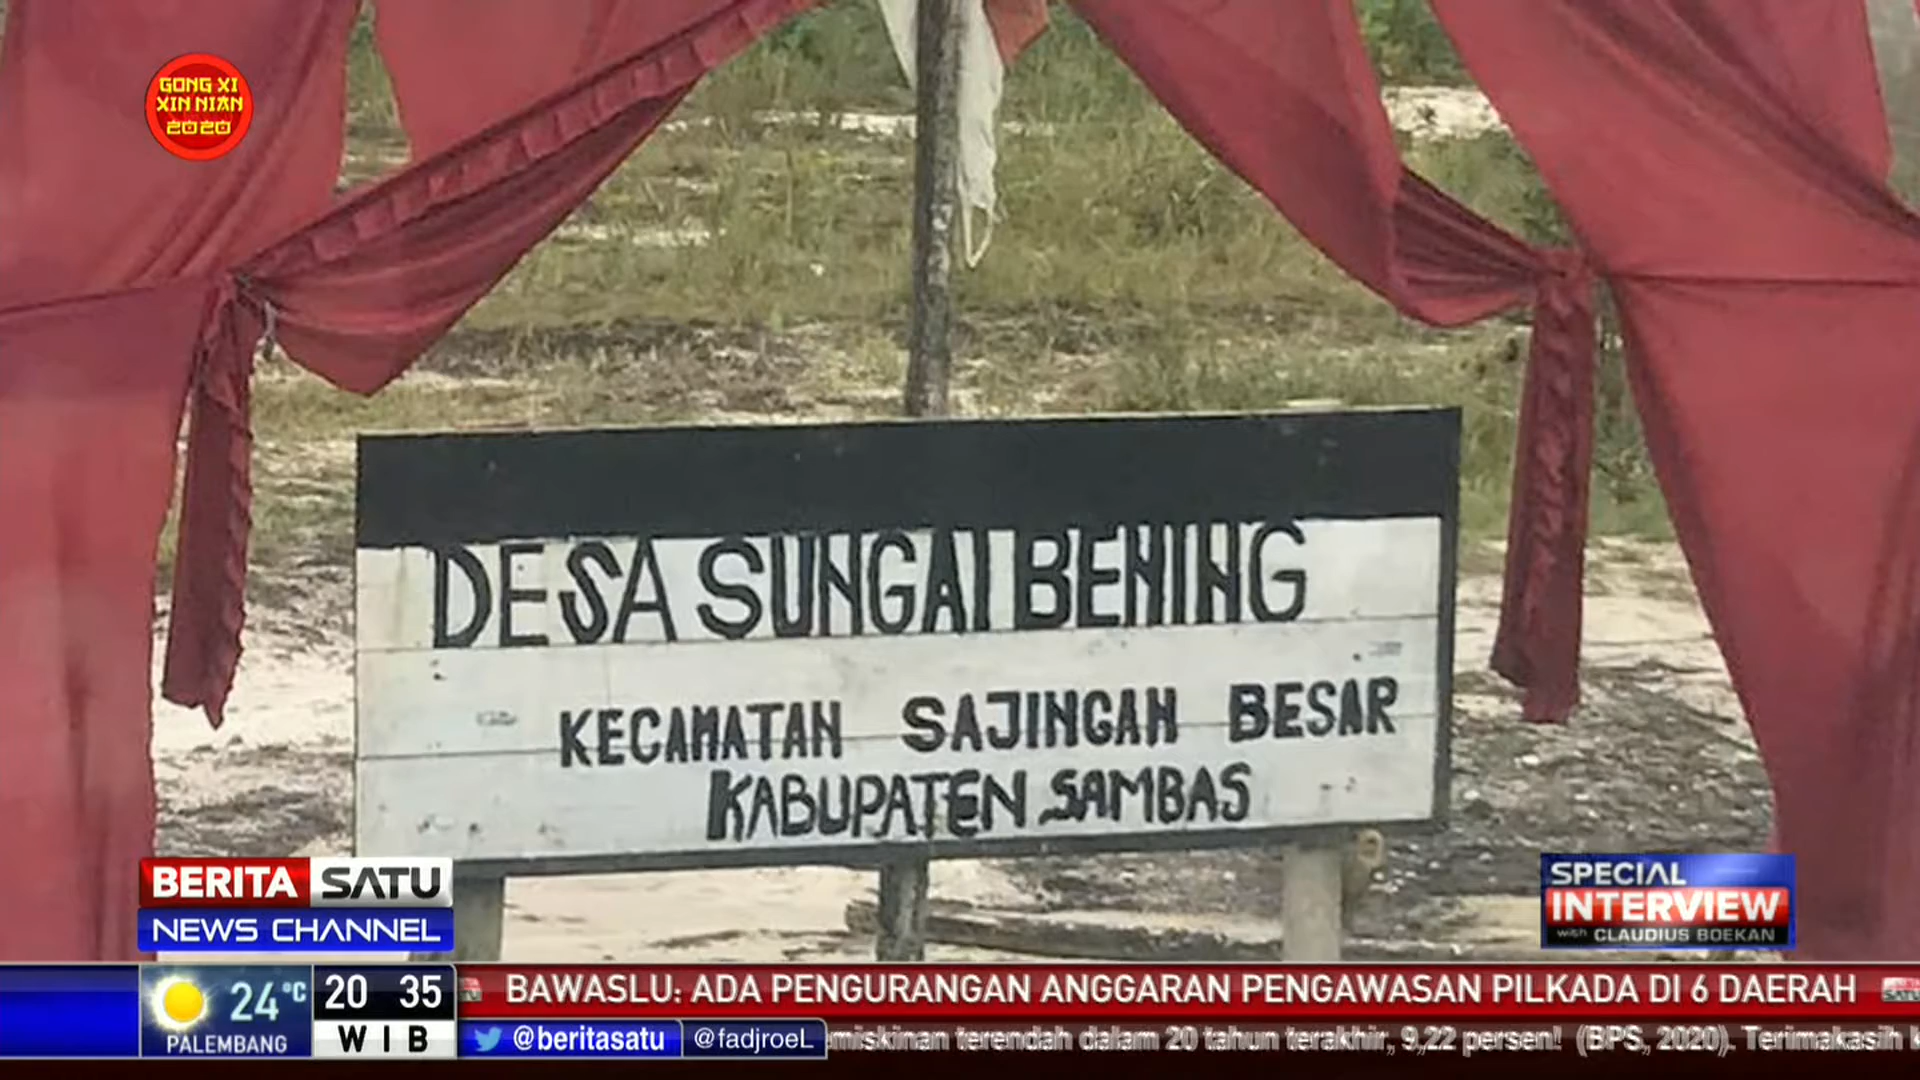 GONG XI
XIN NIAN
2020
DESA SUNGAI BENING
KECAMATAN SAJINGAH BESAR
KABUPATEN SAMBAS
BERITA SATU
NEWS CHANNEL
SPECIAL
INTERVIEW
with CLAUDIUS BOEKAN
24°C
PALEMBANG
20 35
WIB
BAWASLU: ADA PENGURANGAN ANGGARAN PENGAWASAN PILKADA DI 6 DAERAH
@beritasatu @fadjroeL miskinan terendah dalam 20 tahun terakhir, 9,22 persen! (BPS, 2020). Terimakasih